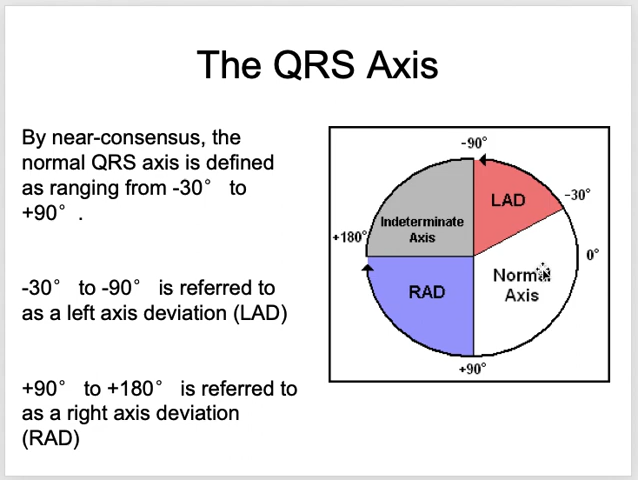 The QRS Axis
By near-consensus, the
normal QRS axis is defined
as ranging from -30° to
+90° .
-30° to -90° is referred to
as a left axis deviation (LAD)
+90° to +180° is referred to
as a right axis deviation
(RAD)
-90°
LAD
-30°
Indeterminate
Axis
+180°
0°
Normal
Axis
RAD
+90°